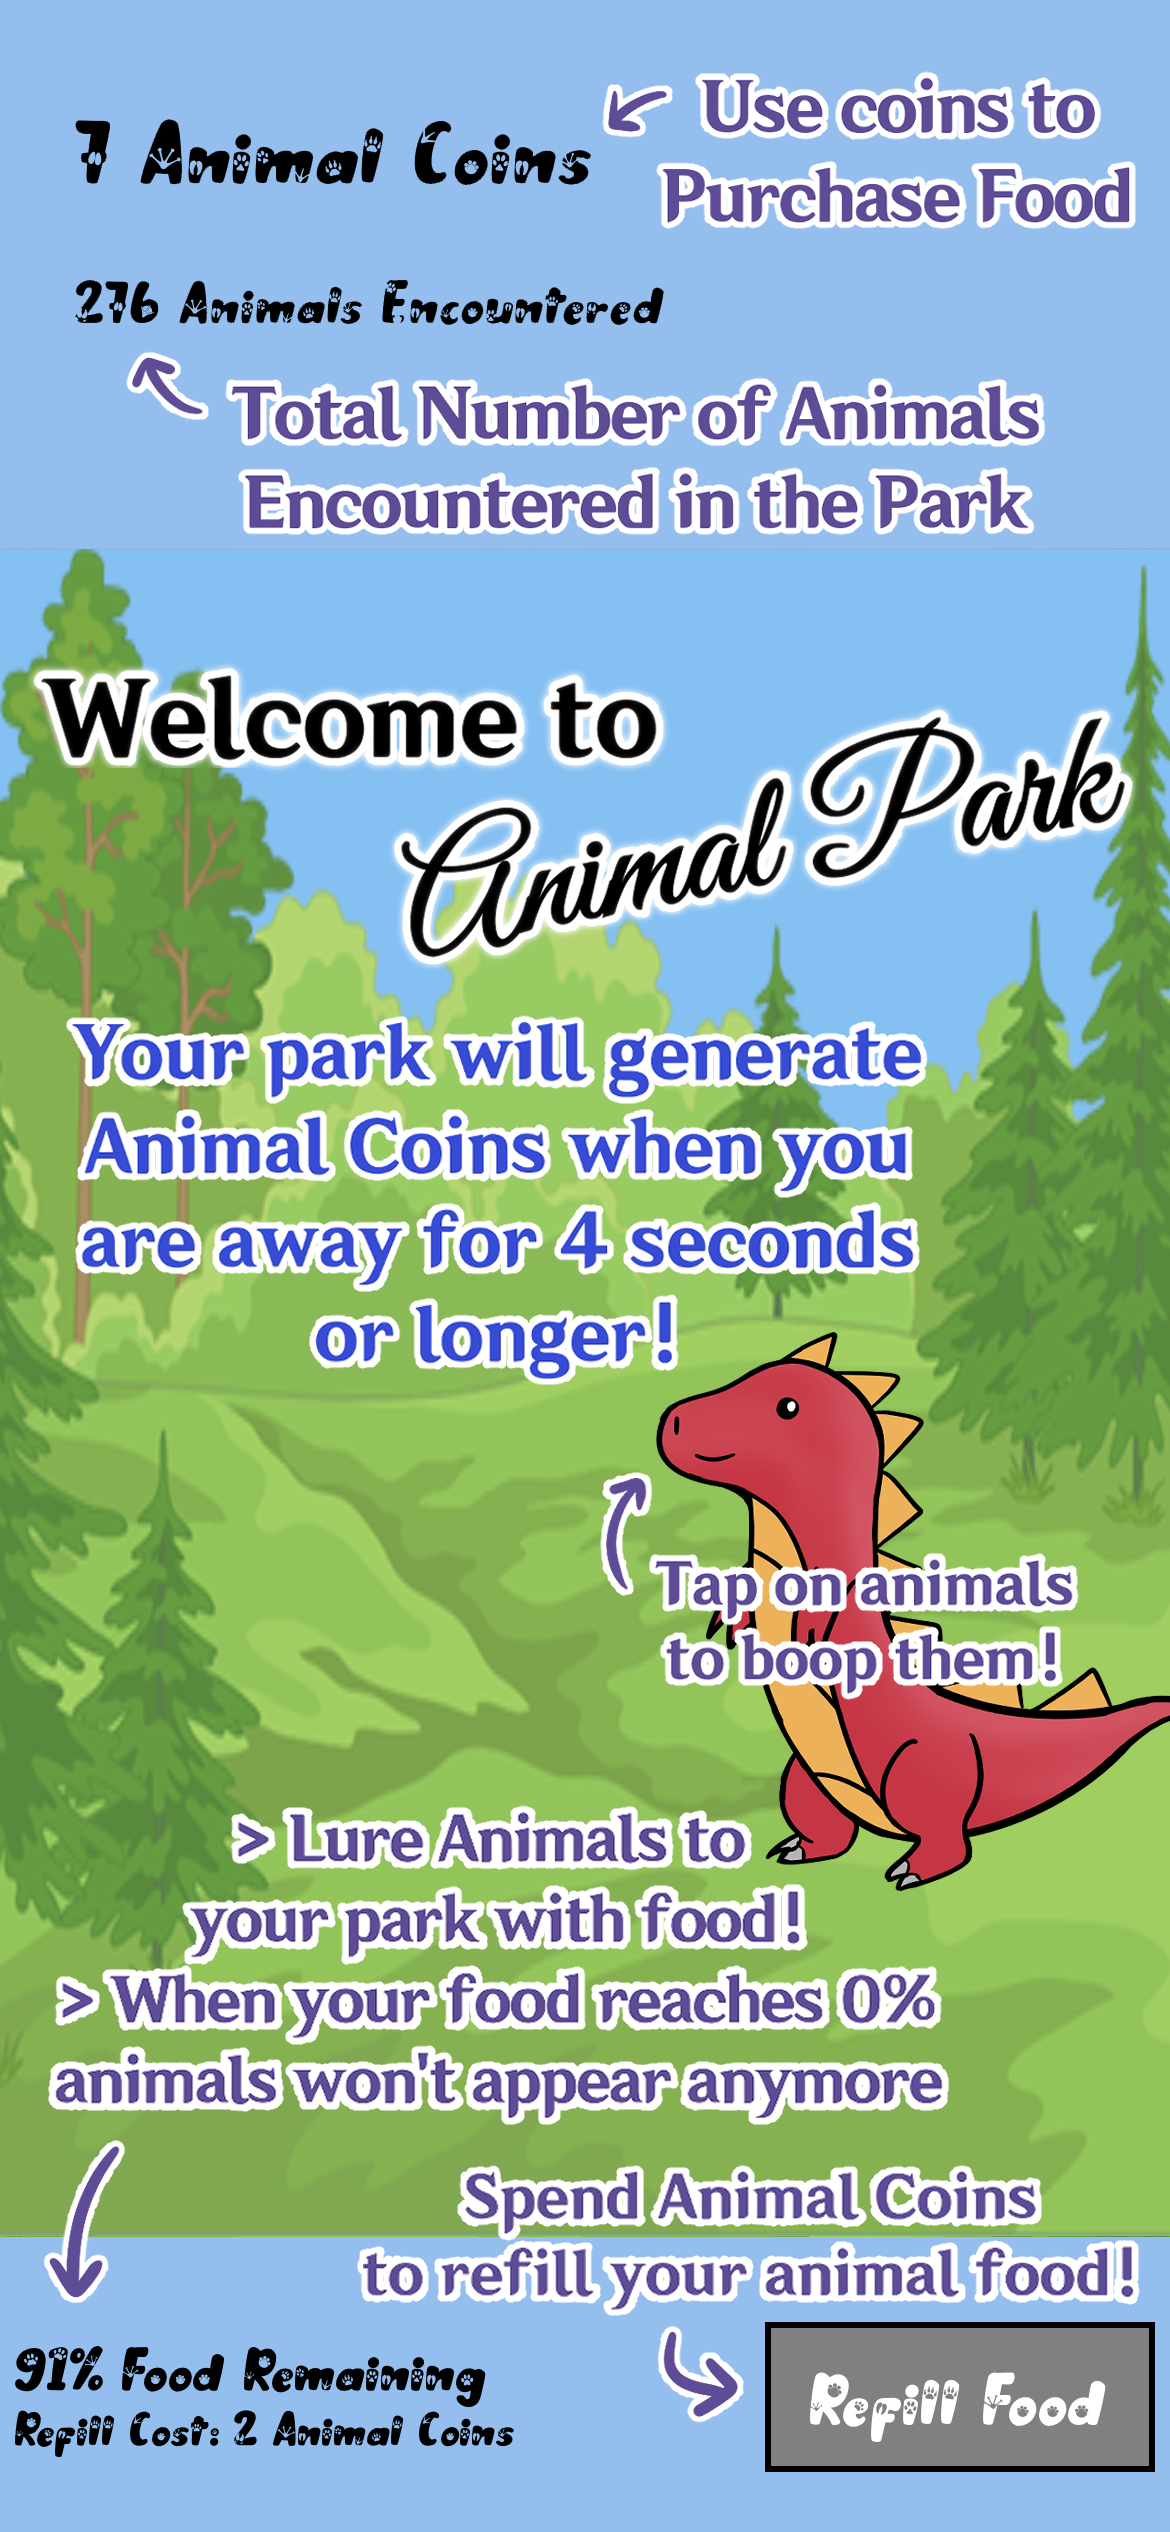 Use coins to
7 Animal Coins
Purchase Food
276 Animals Encountered
Total Number of Animals
Encountered in the Park
Welcome to
Animal Park
Your park will generate
Animal Coins when you
are away for 4 seconds
or longer!
Tap on animals
to boop them!
> Lure Animals to
your park with food!
> When your food reaches 0%
animals won't appear anymore
Spend Animal Coins
to refill your animal food!
91% Food Remaining
Refill Cost: 2 Animal Coins
Refill Food